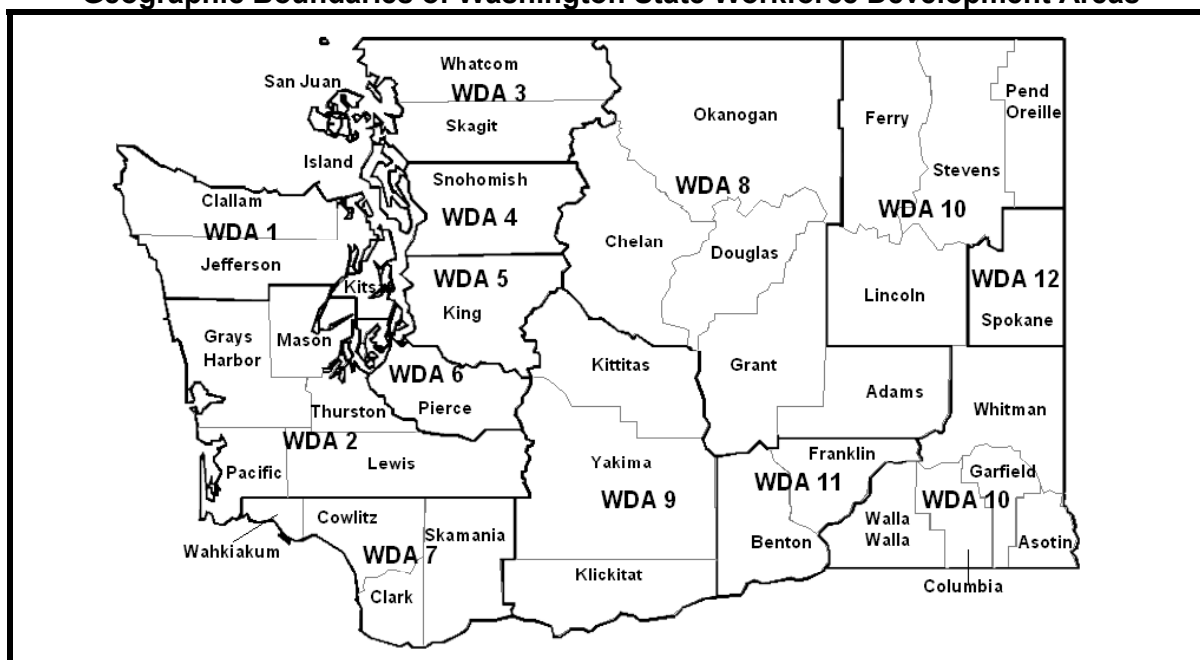 Geographic Boundaries of Washington State Workforce Development Areas
Whatcom
San Juan
WDA 3
Pend
Oreille
Okanogan
Ferry
Skagit
Island
Stevens
Snohomish
WDA 8
Clallam
WDA 10
WDA 4
WDA 1
Chelan
Douglas
Jefferson
WDA 5
WDA 12
Kits
Lincoln
King
Spokane
Grays
Harbor
Mason
Kittitas
Grant
WDA 6
Adams
Pierce
Thurston
Whitman
WDA 2
Franklin
Lewis
Yakima
Pacific
Garfield
WDA 11
WDA 9
WDA 10
Cowlitz
Walla
Walla
Skamania
Wahkiakum
WDA 7
Benton
Asotin
Klickitat
Columbia
Clark